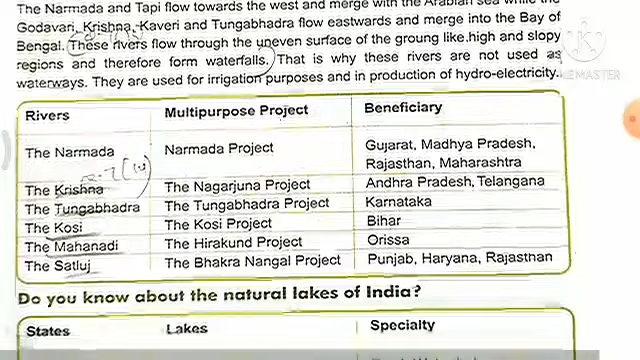 The Narmada and Tapi flow towards the west and merge with the Arabian sea while the
Godavari, Krishna, Kaveri and Tungabhadra flow eastwards and merge into the Bay of
Bengal. These rivers flow through the uneven surface of the groung like high and slopy
regions and therefore form waterfalls. That is why these rivers are not used as
waterways. They are used for irrigation purposes and in production of hydro-electricity.
Rivers Multipurpose Project Beneficiary
The Narmada Narmada Project Gujarat, Madhya Pradesh,
Rajasthan, Maharashtra
The Krishna The Nagarjuna Project Andhra Pradesh, Telangana
The Tungabhadra The Tungabhadra Project Karnataka
The Kosi The Kosi Project Bihar
The Mahanadi The Hirakund Project Orissa
The Satluj The Bhakra Nangal Project Punjab, Haryana, Rajasthan
Do you know about the natural lakes of India?
States Lakes Specialty
KINEMASTER